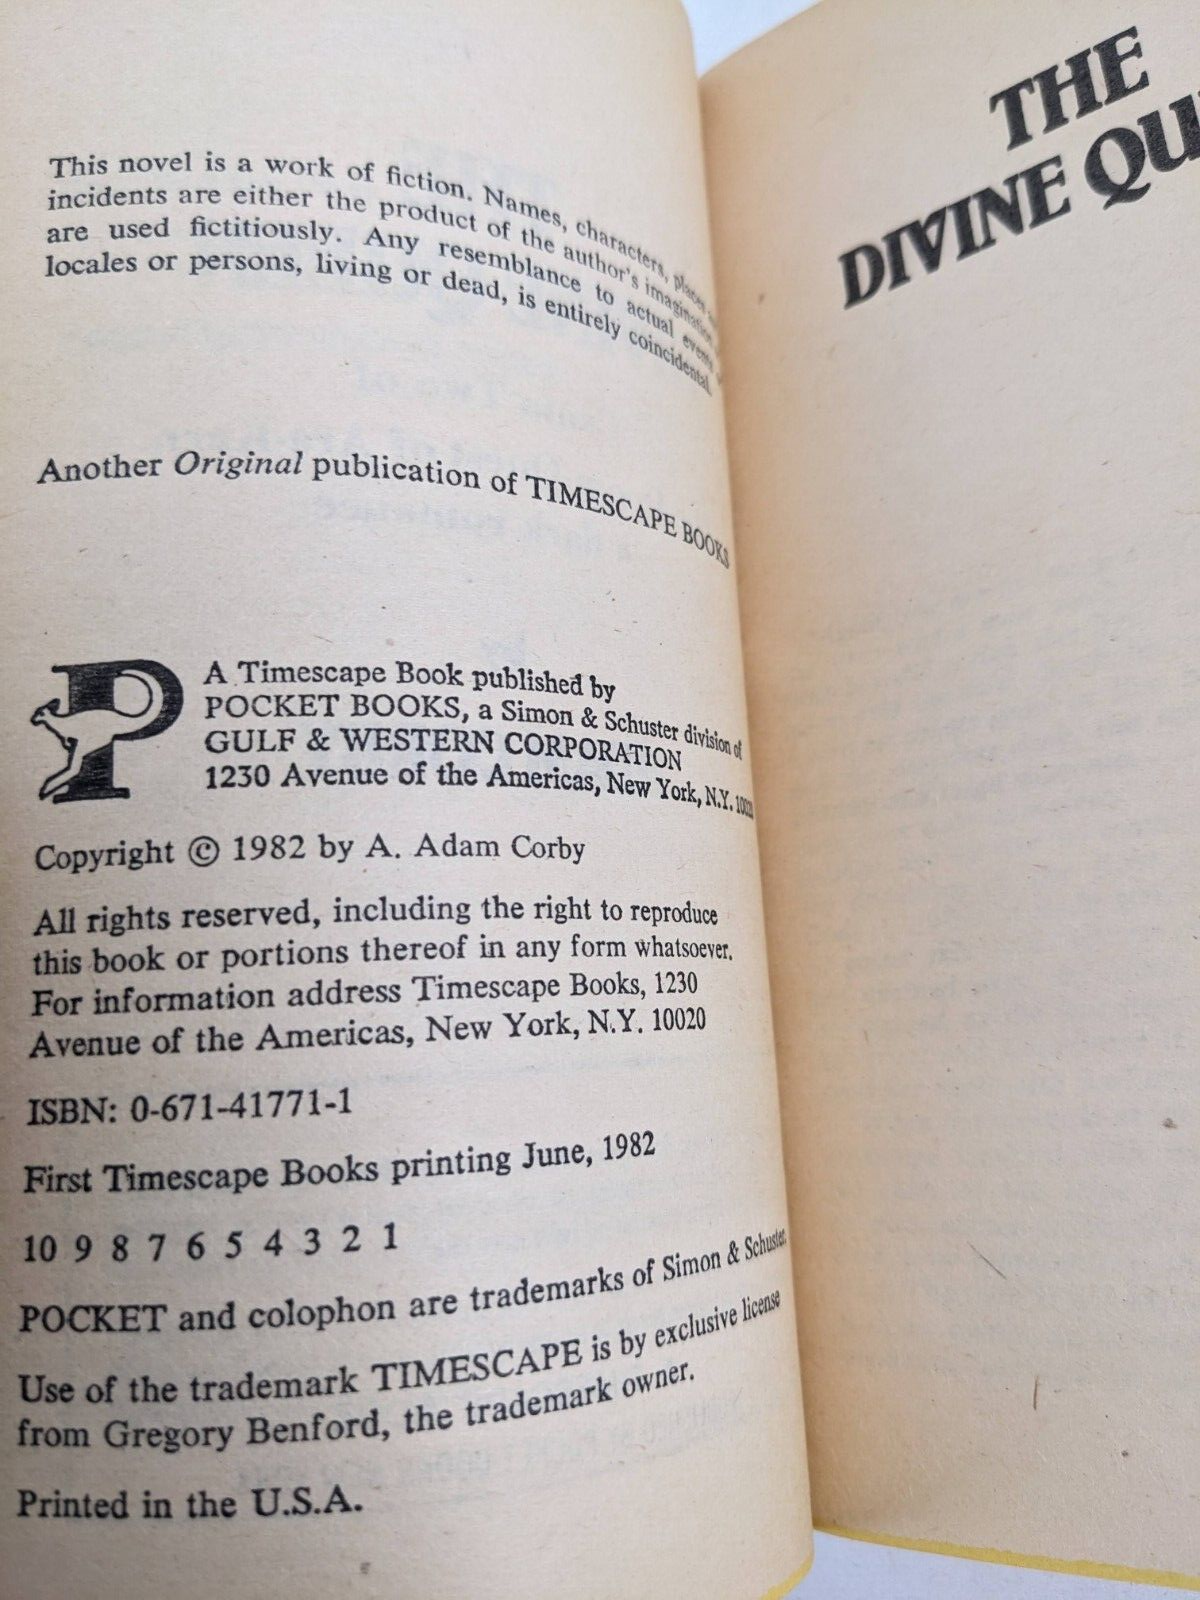 This novel is a work of fiction. Names, characters, places
incidents are either the product of the author's imagination
are used fictitiously. Any resemblance to actual events
locales or persons, living or dead, is entirely coincidental.
Another Original publication of TIMESCAPE BOOKS
A Timescape Book published by
POCKET BOOKS, a Simon & Schuster division of
GULF & WESTERN CORPORATION
1230 Avenue of the Americas, New York, N.Y. 10020
Copyright © 1982 by A. Adam Corby
All rights reserved, including the right to reproduce
this book or portions thereof in any form whatsoever.
For information address Timescape Books, 1230
Avenue of the Americas, New York, N.Y. 10020
ISBN: 0-671-41771-1
First Timescape Books printing June, 1982
10 9 8 7 6 5 4 3 2 1
POCKET and colophon are trademarks of Simon & Schuster.
Use of the trademark TIMESCAPE is by exclusive license
from Gregory Benford, the trademark owner.
Printed in the U.S.A.
THE
DIVINE QU